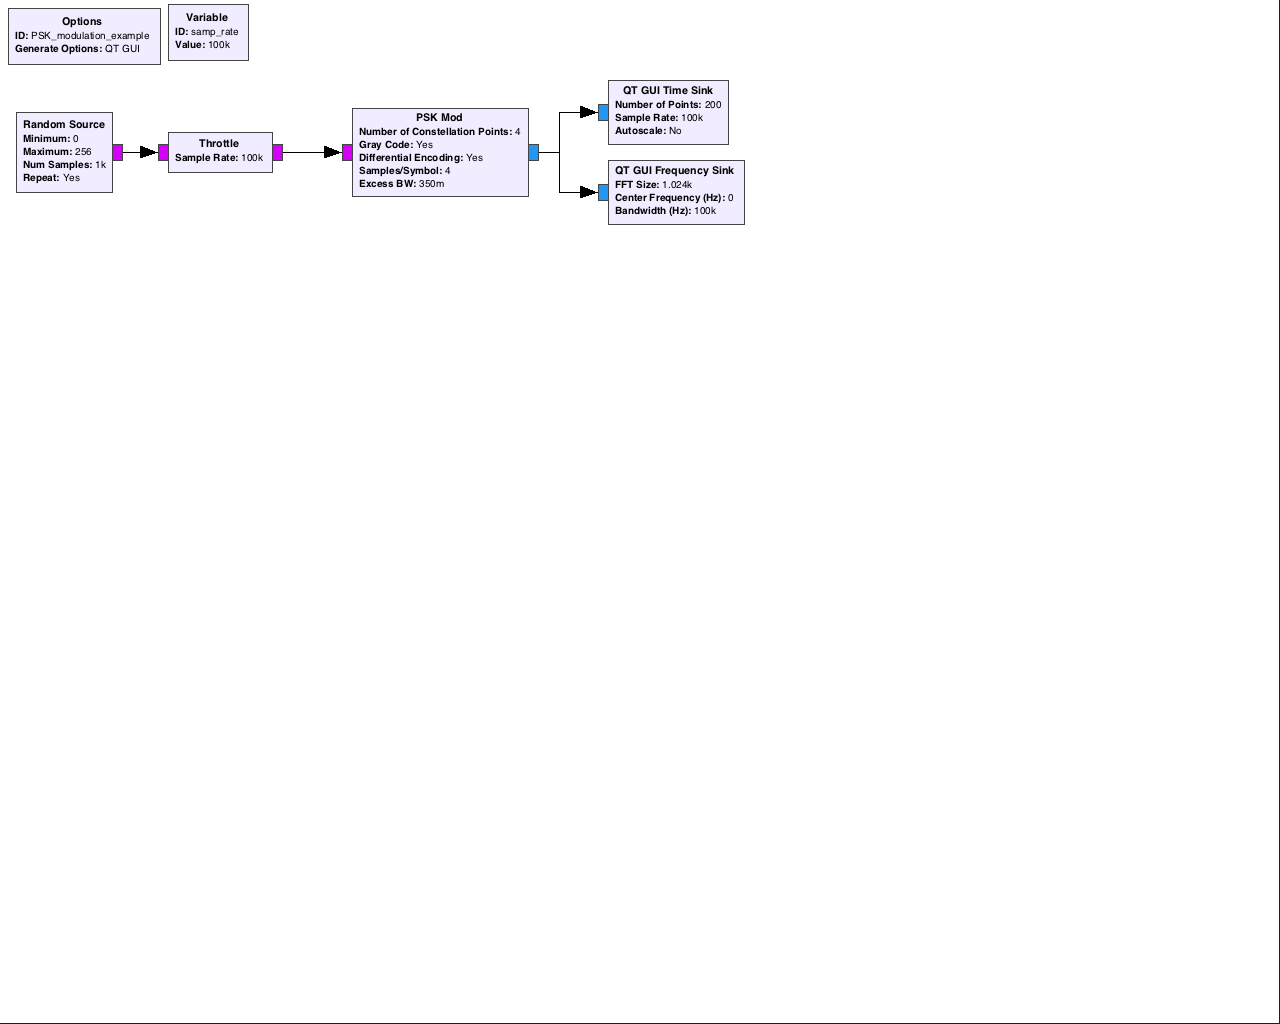 Options
ID: PSK_modulation_example
Generate Options: QT GUI
Variable
ID: samp_rate
Value: 100k
Random Source
Minimum: 0
Maximum: 256
Num Samples: 1k
Repeat: Yes
Throttle
Sample Rate: 100k
PSK Mod
Number of Constellation Points: 4
Gray Code: Yes
Differential Encoding: Yes
Samples/Symbol: 4
Excess BW: 350m
QT GUI Time Sink
Number of Points: 200
Sample Rate: 100k
Autoscale: No
QT GUI Frequency Sink
FFT Size: 1.024k
Center Frequency (Hz): 0
Bandwidth (Hz): 100k